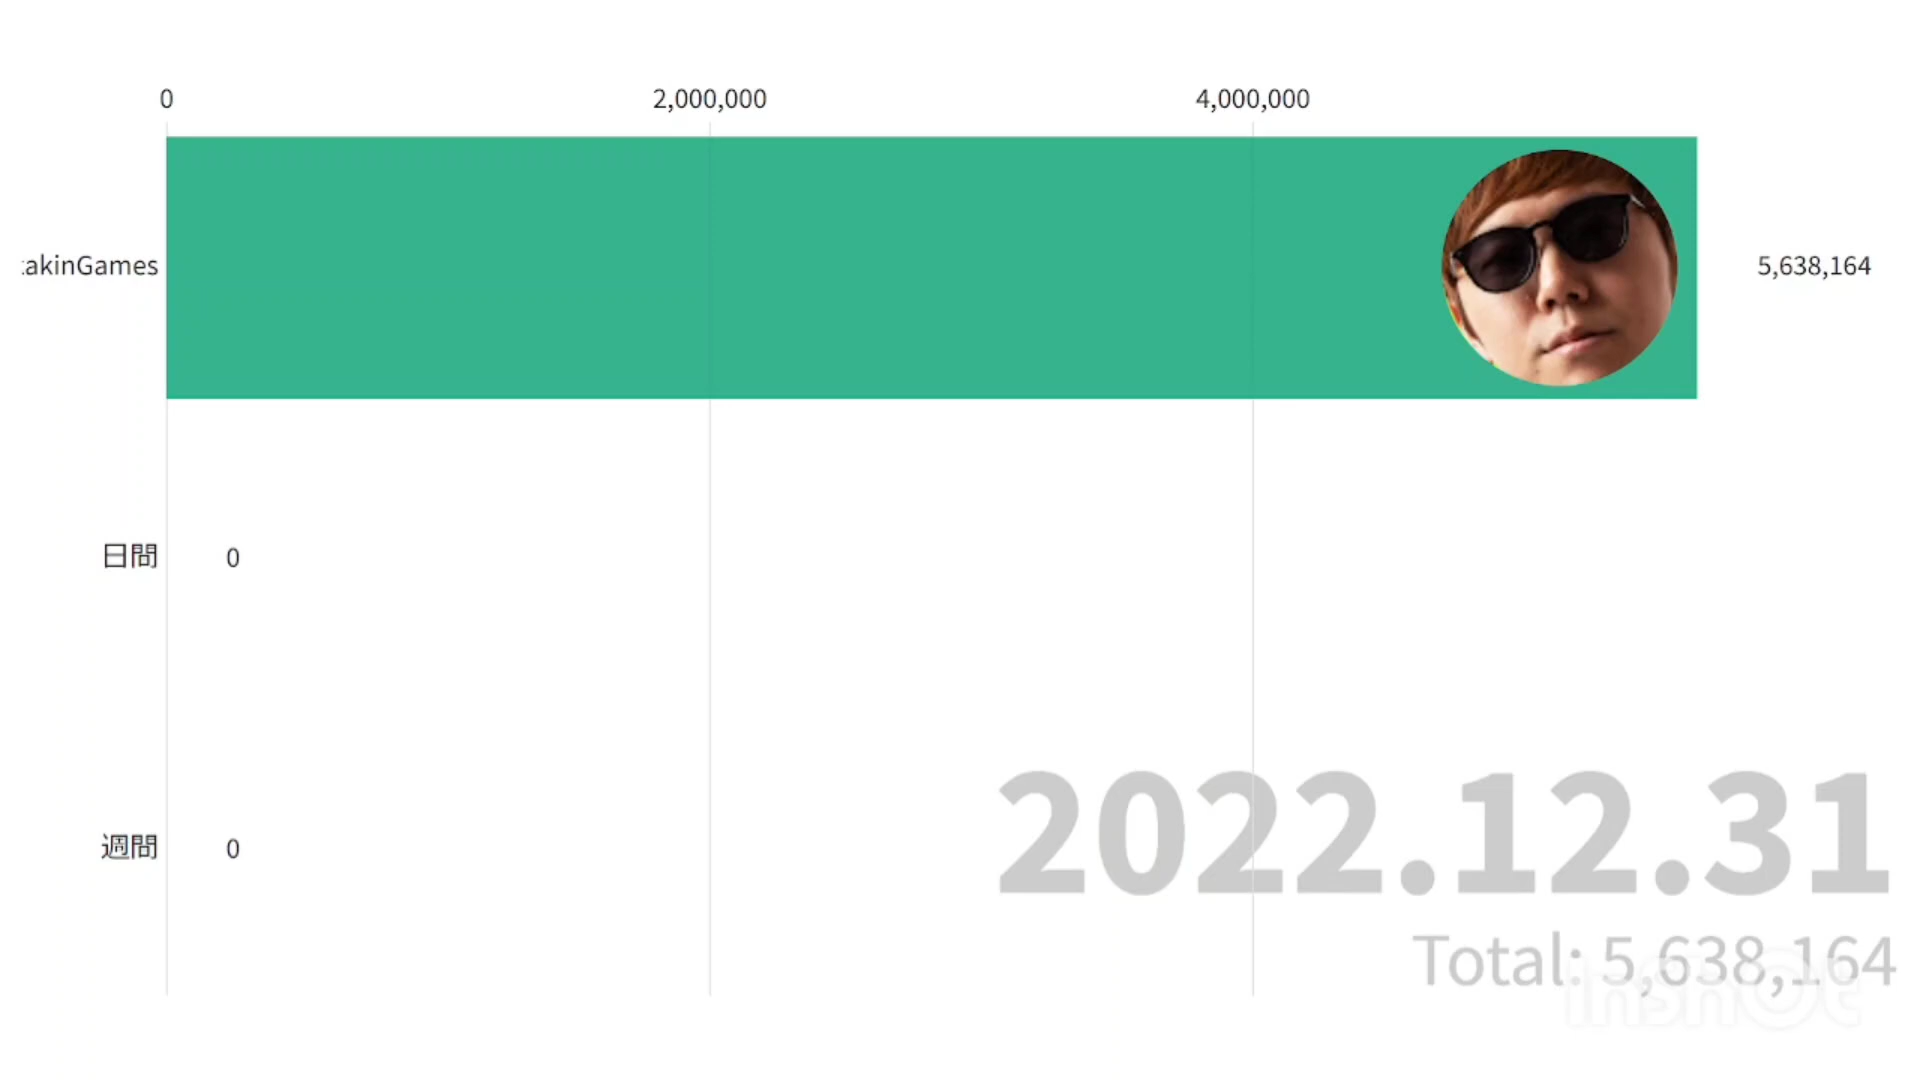 0 2,000,000 4,000,000
akinGames 5,638,164
日間 0
週間 0
2022.12.31
Total: 5,638,164
InShOt